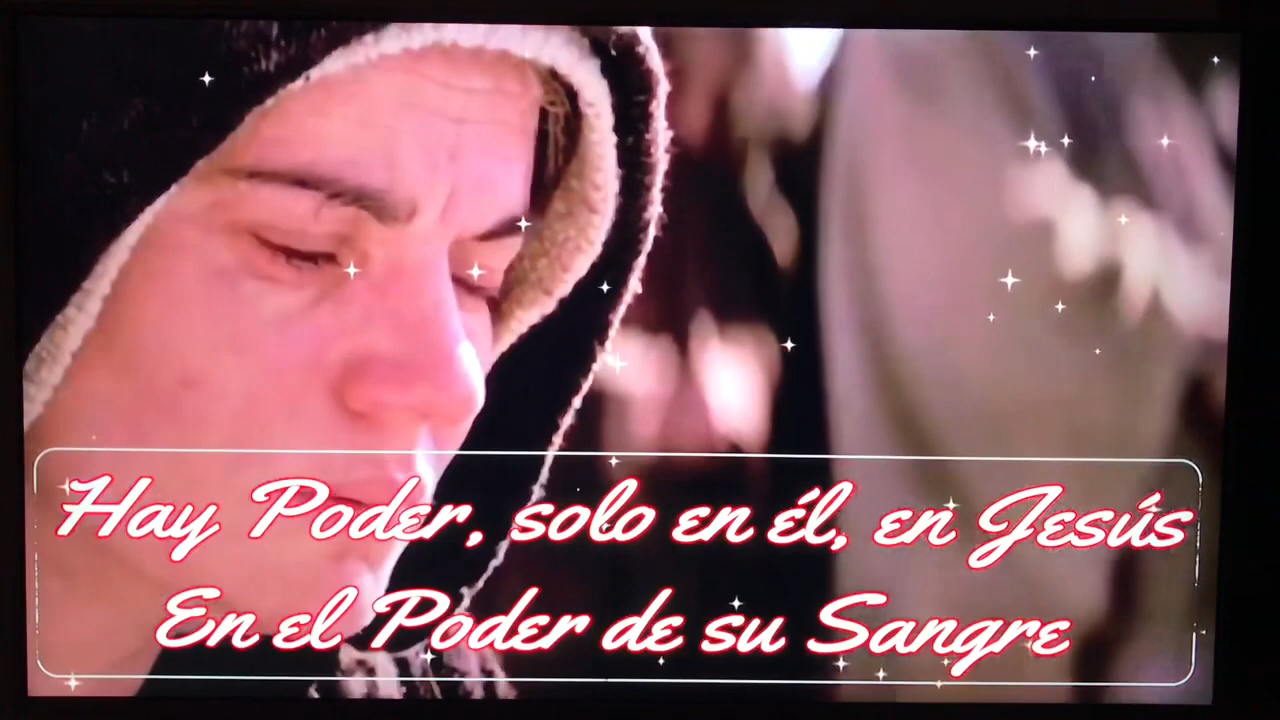 Hay Poder, solo en él, en Jesús
En el Poder de su Sangre